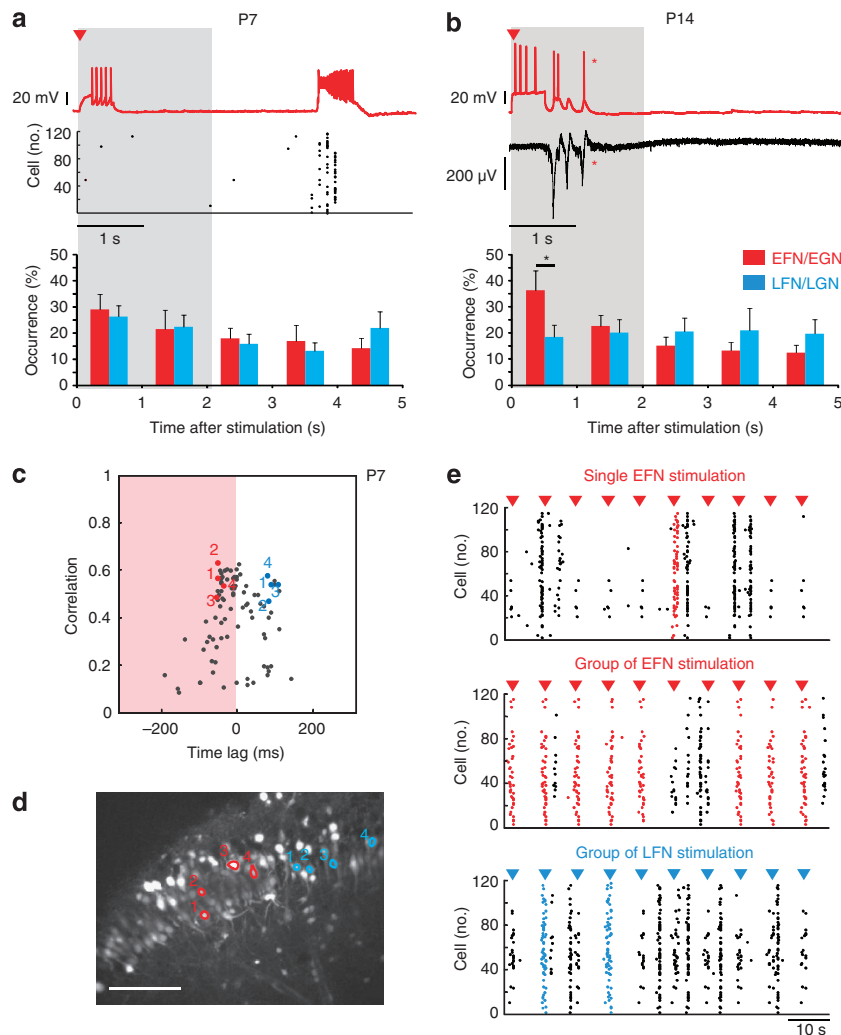 a
P7
20 mV
Cell (no.)
120
80
40
1 s
Occurrence (%)
50
40
30
20
10
0
0 1 2 3 4 5
Time after stimulation (s)
b
P14
20 mV
*
200 µV
*
1 s
EFN/EGN
LFN/LGN
*
Occurrence (%)
50
40
30
20
10
0
0 1 2 3 4 5
Time after stimulation (s)
c
P7
Correlation
1
0.8
0.6
0.4
0.2
0
2
1
4
3
4
1
3
2
−200 0 200
Time lag (ms)
d
3
4
2
1
1
2
3
4
e
Single EFN stimulation
Cell (no.)
120
80
40
0
Group of EFN stimulation
Cell (no.)
120
80
40
0
Group of LFN stimulation
Cell (no.)
120
80
40
0
10 s